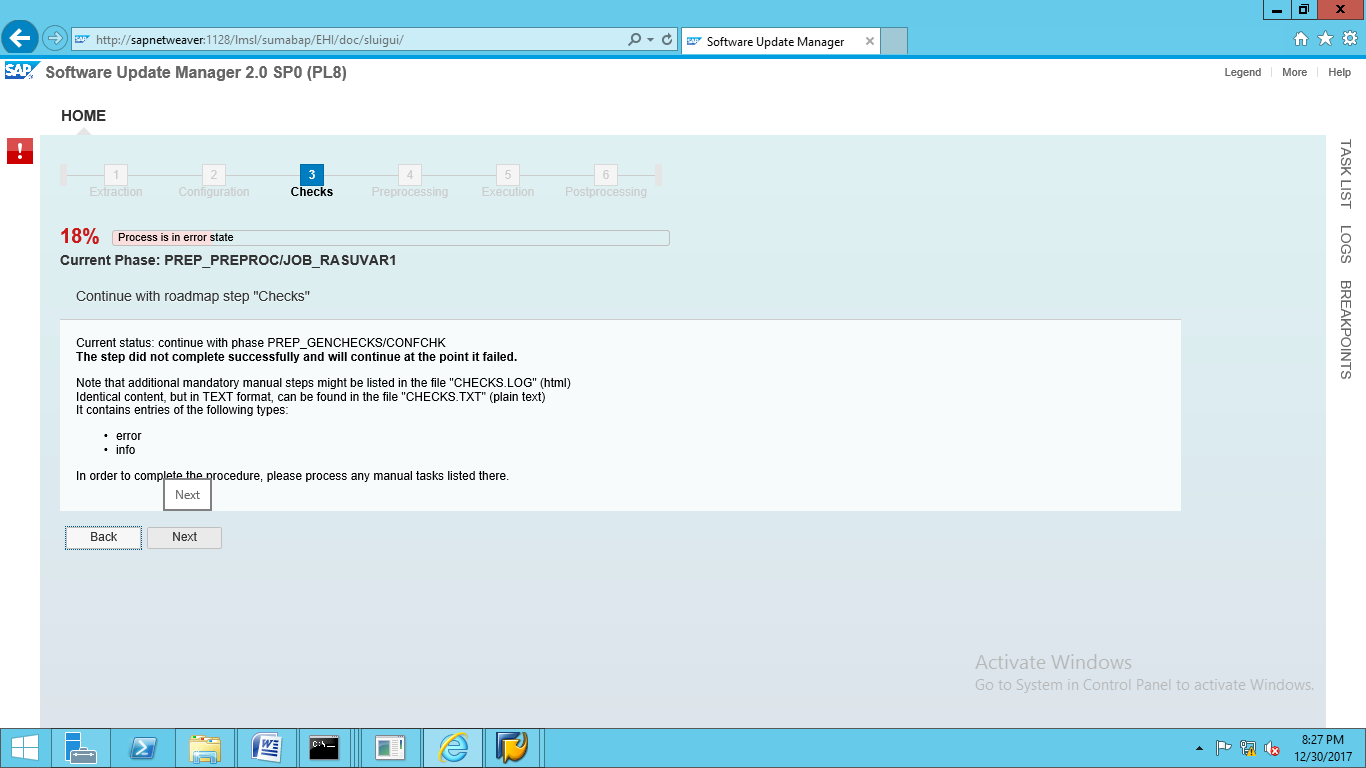 http://sapnetweaver:1128/lmsl/sumabap/EHI/doc/sluigui/
Software Update Manager
SAP Software Update Manager 2.0 SP0 (PL8)
Legend More Help
HOME
!
1 2 3 4 5 6
Extraction Configuration Checks Preprocessing Execution Postprocessing
TASK LIST
LOGS
BREAKPOINTS
18% Process is in error state
Current Phase: PREP_PREPROC/JOB_RASUVAR1
Continue with roadmap step "Checks"
Current status: continue with phase PREP_GENCHECKS/CONFCHK
The step did not complete successfully and will continue at the point it failed.
Note that additional mandatory manual steps might be listed in the file "CHECKS.LOG" (html)
Identical content, but in TEXT format, can be found in the file "CHECKS.TXT" (plain text)
It contains entries of the following types:
• error
• info
In order to complete the procedure, please process any manual tasks listed there.
Next
Back Next
Activate Windows
Go to System in Control Panel to activate Windows.
8:27 PM
12/30/2017